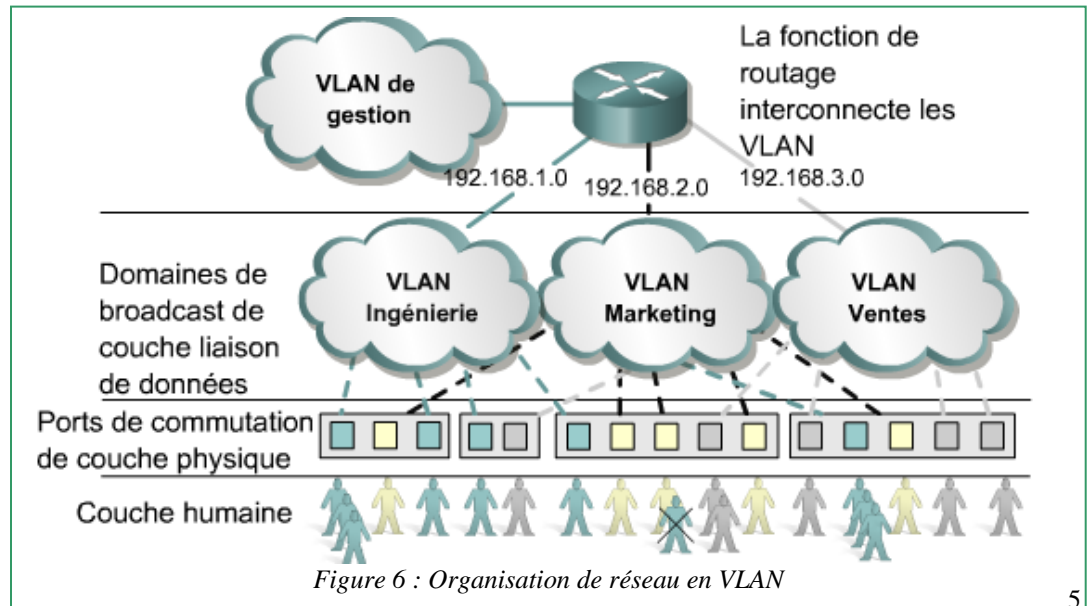 VLAN de
gestion
La fonction de
routage
interconnecte les
VLAN
192.168.1.0
192.168.2.0
192.168.3.0
Domaines de
broadcast de
couche liaison
de données
VLAN
Ingénierie
VLAN
Marketing
VLAN
Ventes
Ports de commutation
de couche physique
Couche humaine
Figure 6 : Organisation de réseau en VLAN
5